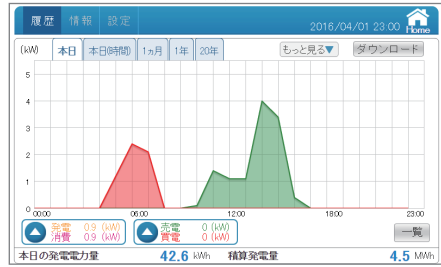 履歴 情報 設定 2016/04/01 23:00 Home
(kW) 本日 本日(時間) 1ヵ月 1年 20年 もっと見る▼ ダウンロード
5
4
3
2
1
0
00:00 06:00 12:00 18:00 23:00
発電 0.9 (kW) 売電 0 (kW)
消費 0.9 (kW) 買電 0 (kW) 一覧
本日の発電電力量 42.6 kWh 積算発電量 4.5 MWh